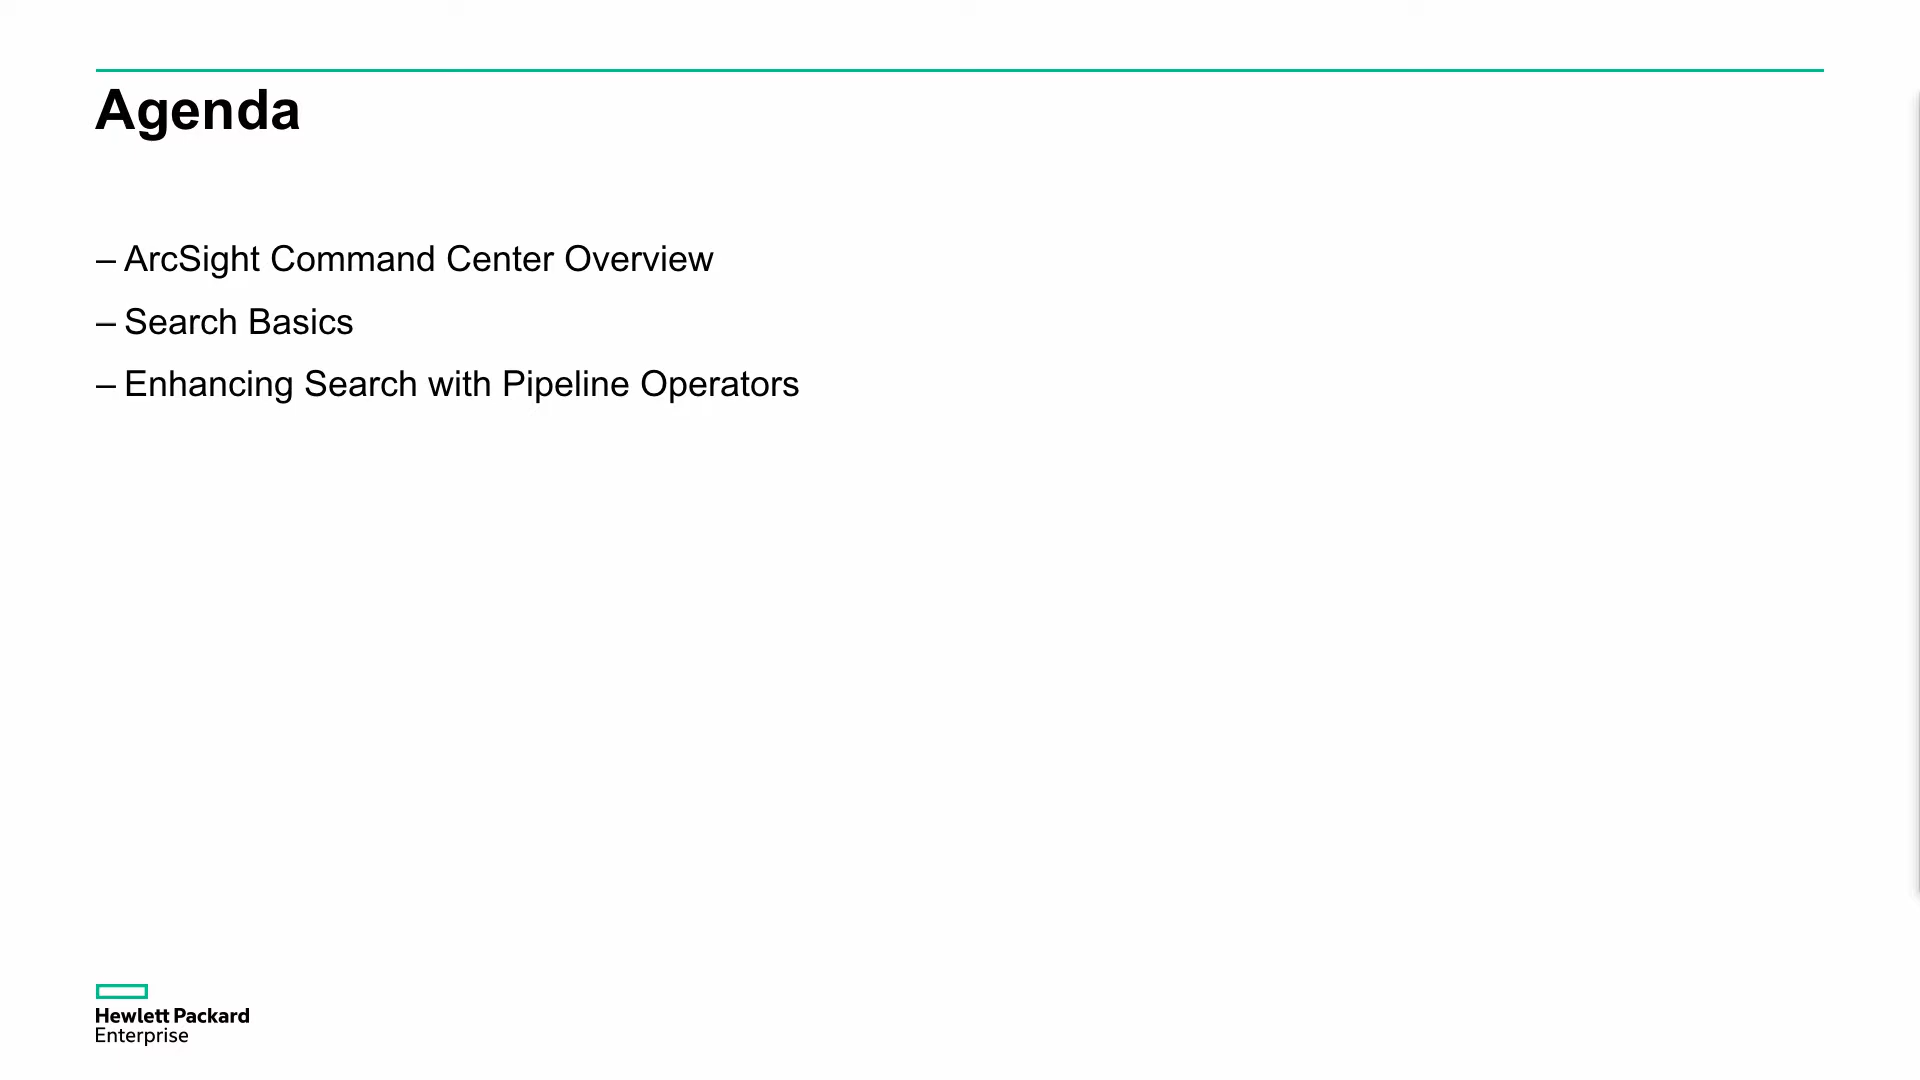 Agenda
– ArcSight Command Center Overview
– Search Basics
– Enhancing Search with Pipeline Operators
Hewlett Packard
Enterprise